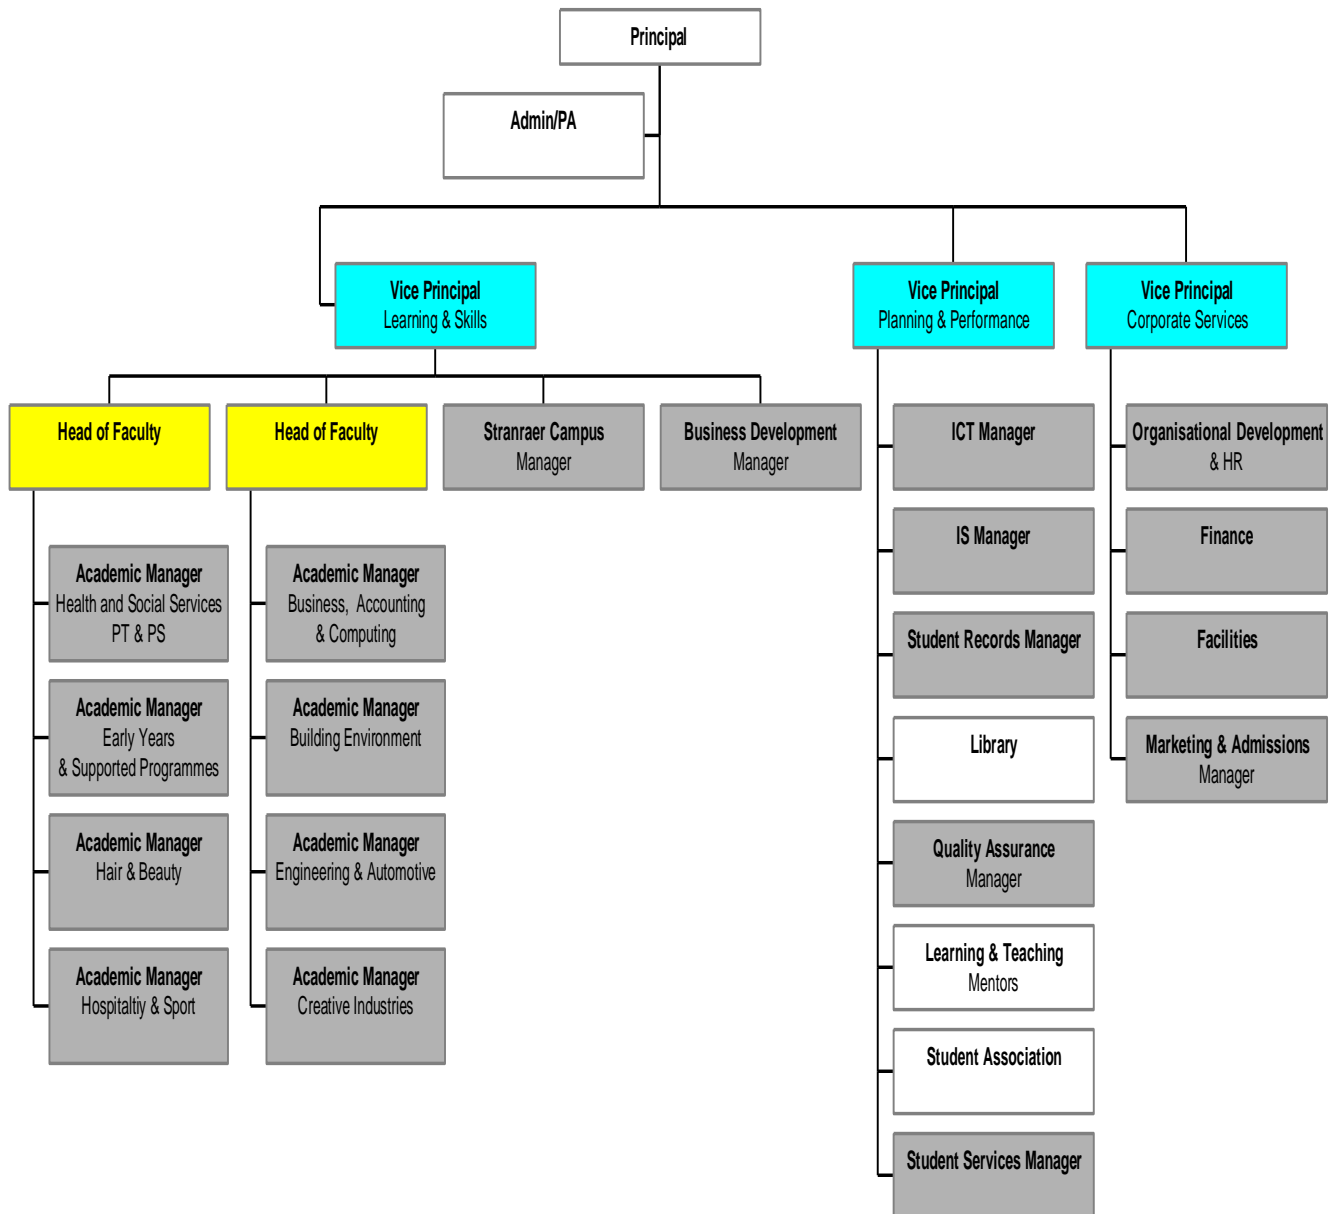 Principal
Admin/PA
Vice Principal
Learning & Skills
Vice Principal
Planning & Performance
Vice Principal
Corporate Services
Head of Faculty
Head of Faculty
Stranraer Campus
Manager
Business Development
Manager
Academic Manager
Health and Social Services
PT & PS
Academic Manager
Early Years
& Supported Programmes
Academic Manager
Hair & Beauty
Academic Manager
Hospitaltiy & Sport
Academic Manager
Business, Accounting
& Computing
Academic Manager
Building Environment
Academic Manager
Engineering & Automotive
Academic Manager
Creative Industries
ICT Manager
IS Manager
Student Records Manager
Library
Quality Assurance
Manager
Learning & Teaching
Mentors
Student Association
Student Services Manager
Organisational Development
& HR
Finance
Facilities
Marketing & Admissions
Manager